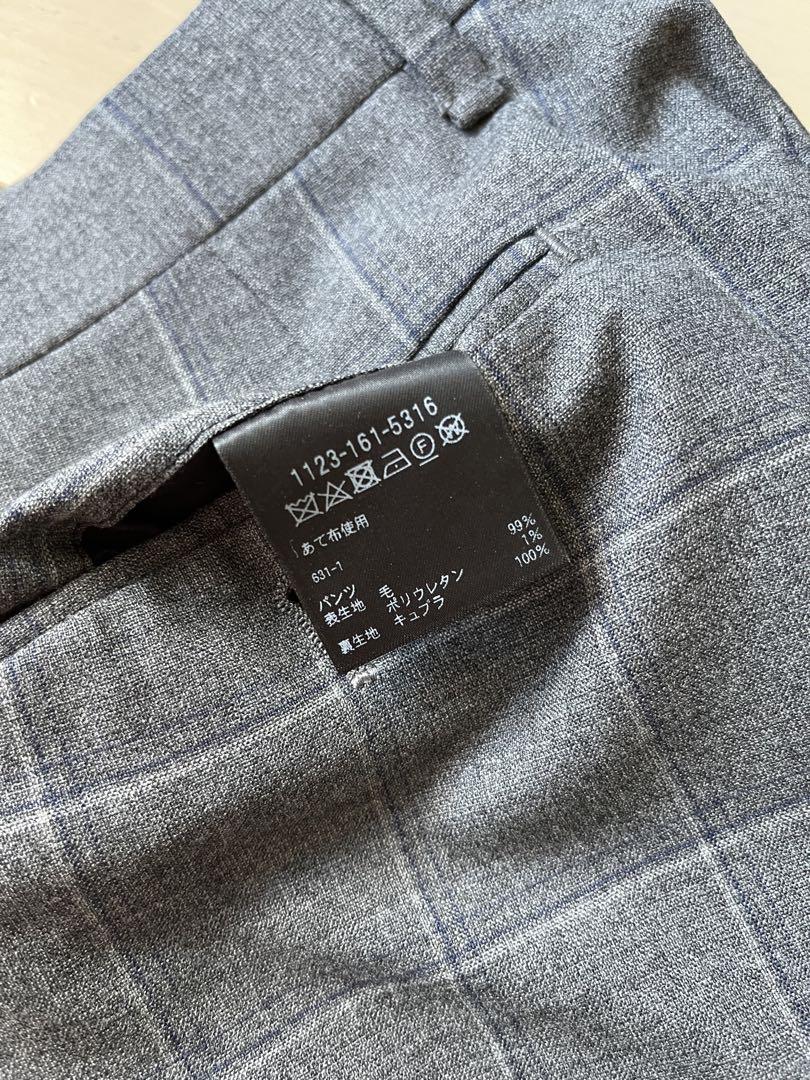 1123-161-5316
F W
あて布使用
631-1
パンツ
表生地 毛 99%
ポリウレタン 1%
裏生地 キュプラ 100%